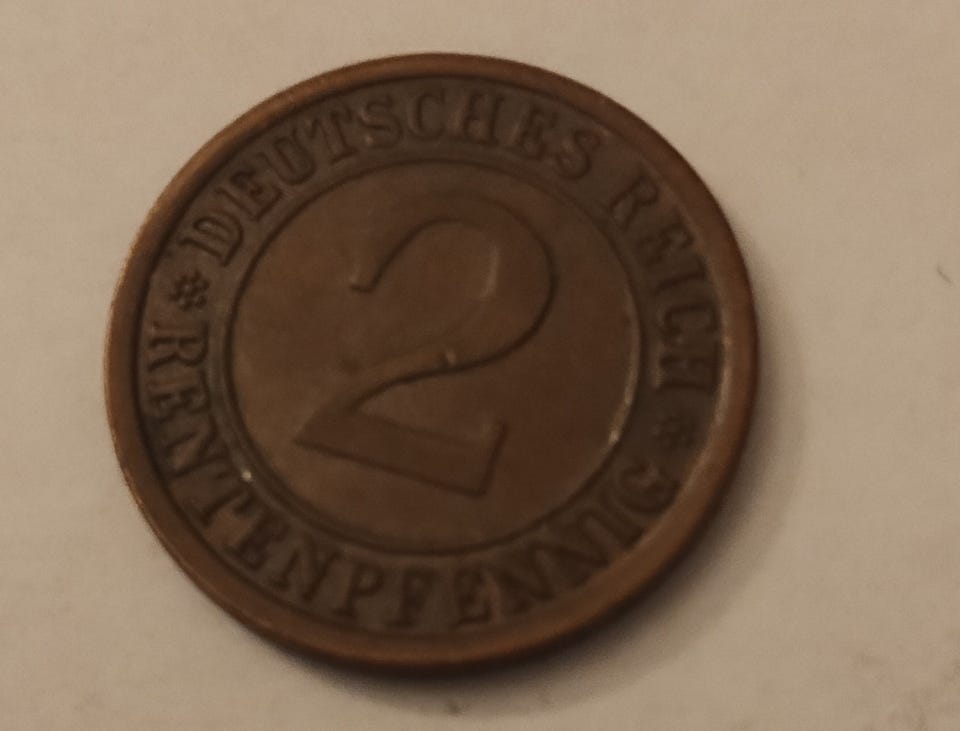 DEUTSCHES REICH
2
RENTENPFENNIG